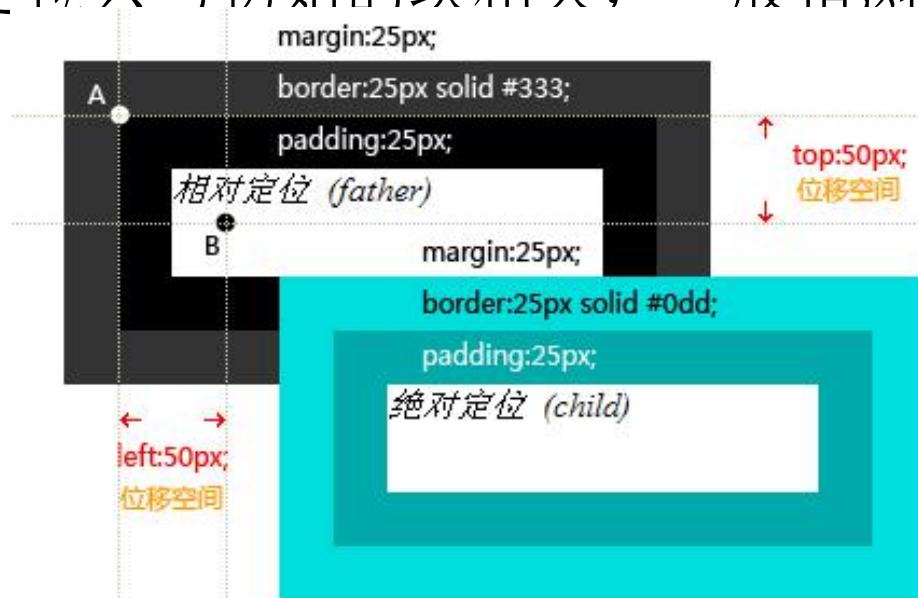 margin:25px;
A
border:25px solid #333;
padding:25px;
top:50px;
相对定位 (father)
位移空间
B
margin:25px;
border:25px solid #0dd;
padding:25px;
绝对定位 (child)
left:50px;
位移空间